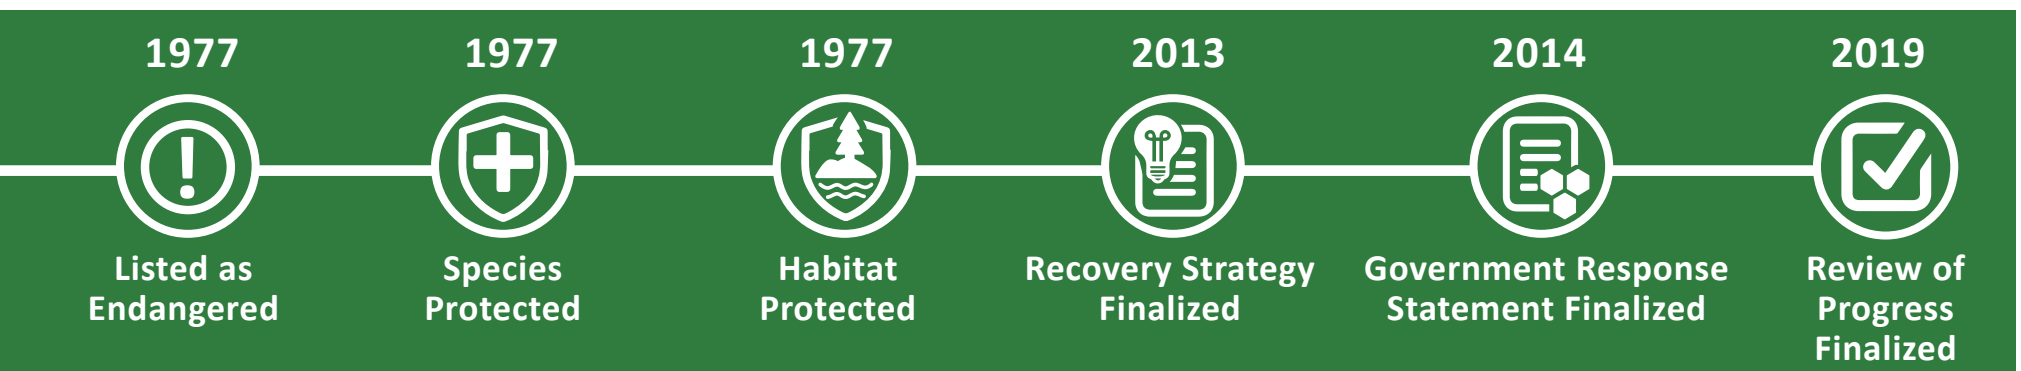 1977
Listed as
Endangered
1977
Species
Protected
1977
Habitat
Protected
2013
Recovery Strategy
Finalized
2014
Government Response
Statement Finalized
2019
Review of
Progress
Finalized